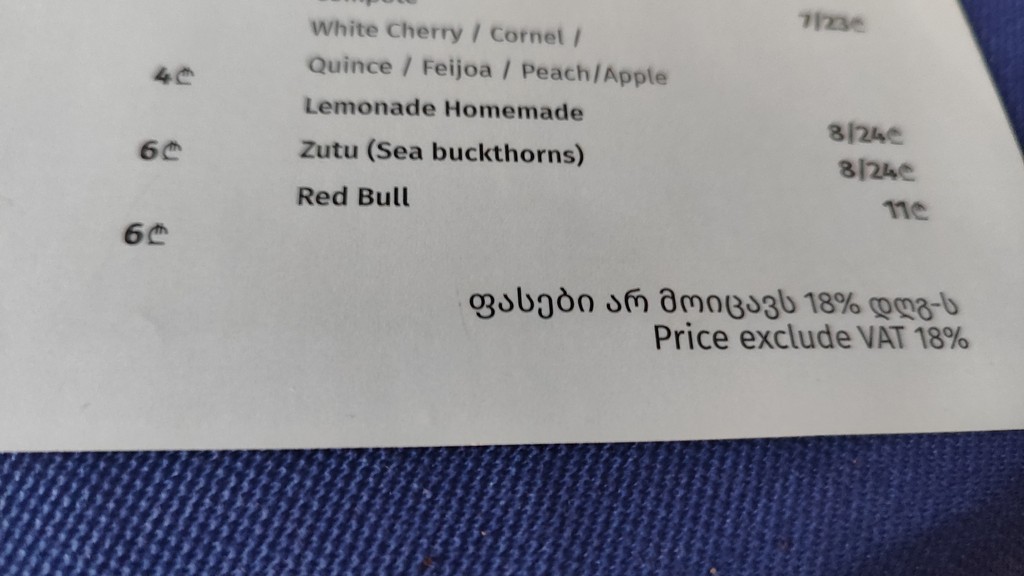 7/23₾
White Cherry / Cornel /
4₾ Quince / Feijoa / Peach/Apple
Lemonade Homemade 8/24₾
6₾ Zutu (Sea buckthorns) 8/24₾
Red Bull 11₾
6₾
ფასები არ მოიცავს 18% დღგ-ს
Price exclude VAT 18%